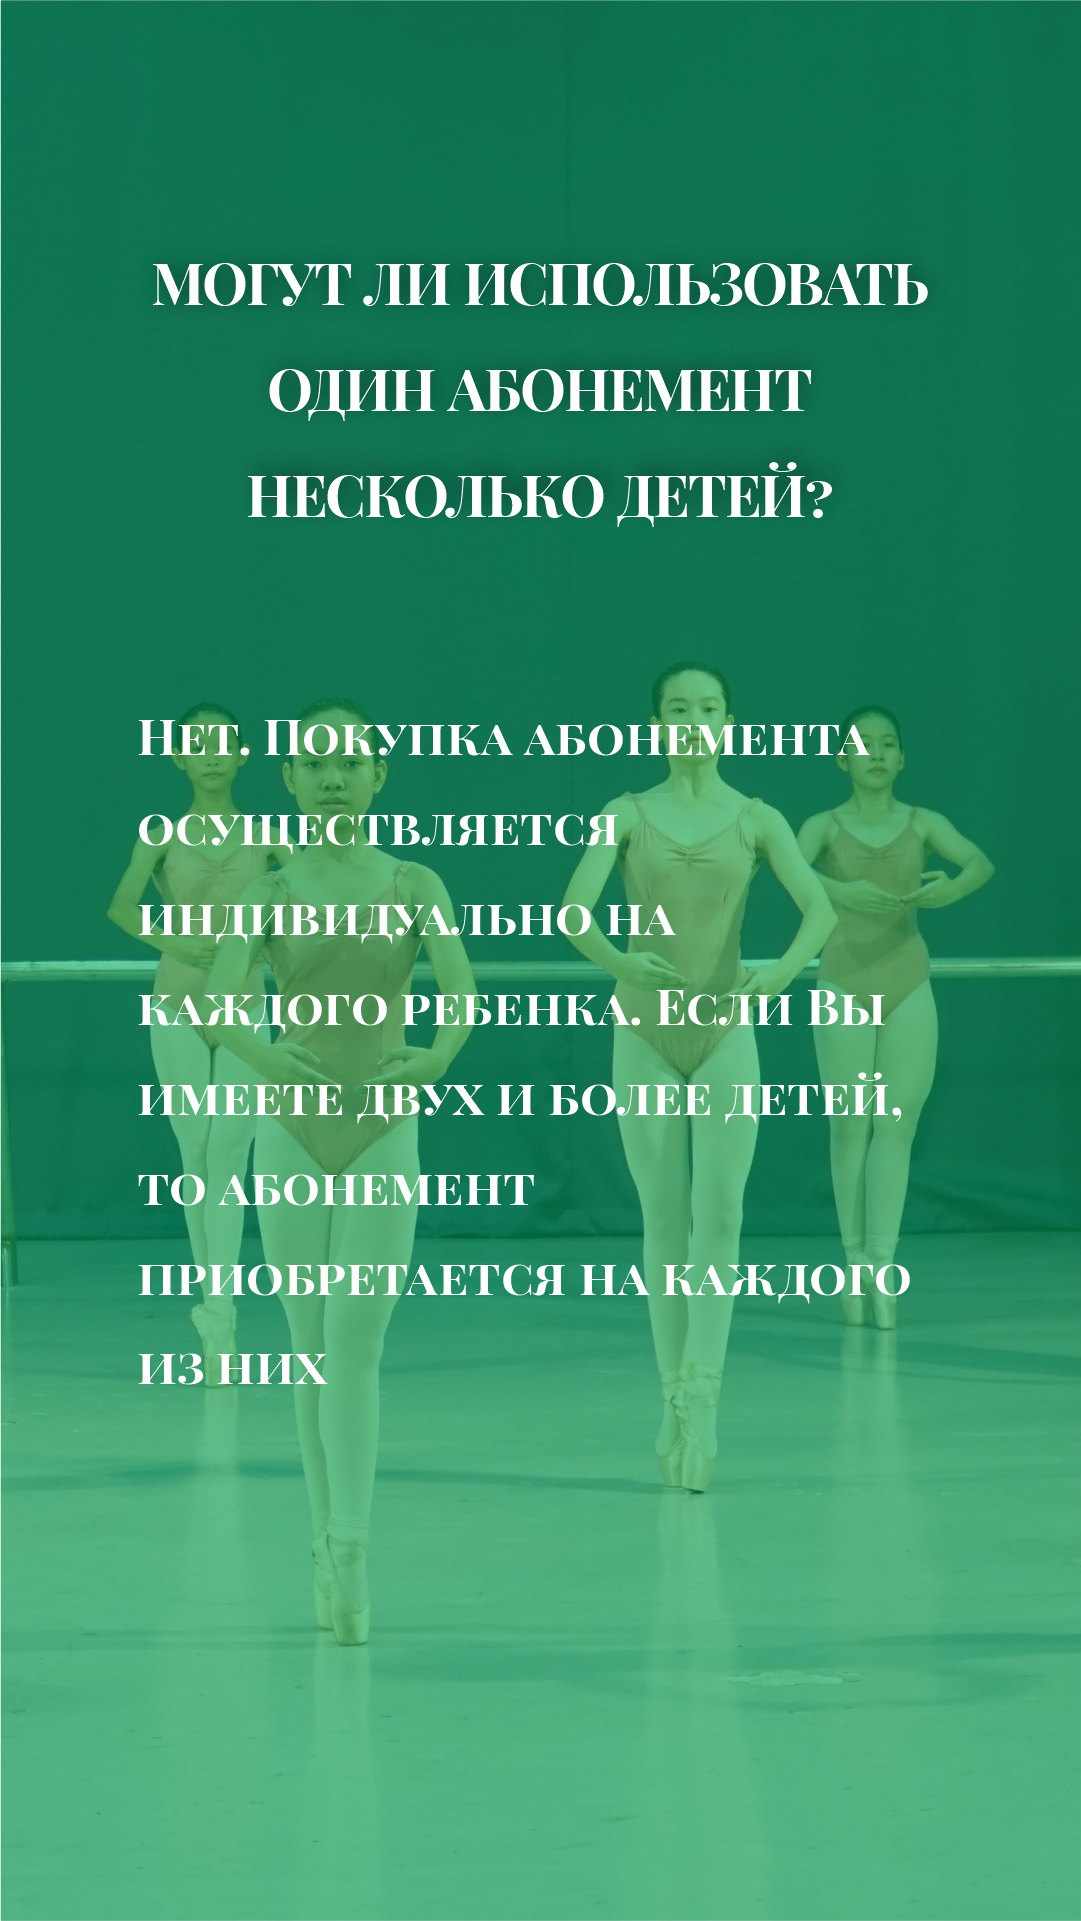 МОГУТ ЛИ ИСПОЛЬЗОВАТЬ
ОДИН АБОНЕМЕНТ
НЕСКОЛЬКО ДЕТЕЙ?
Нет. Покупка абонемента
осуществляется
индивидуально на
каждого ребенка. Если Вы
имеете двух и более детей,
то абонемент
приобретается на каждого
из них